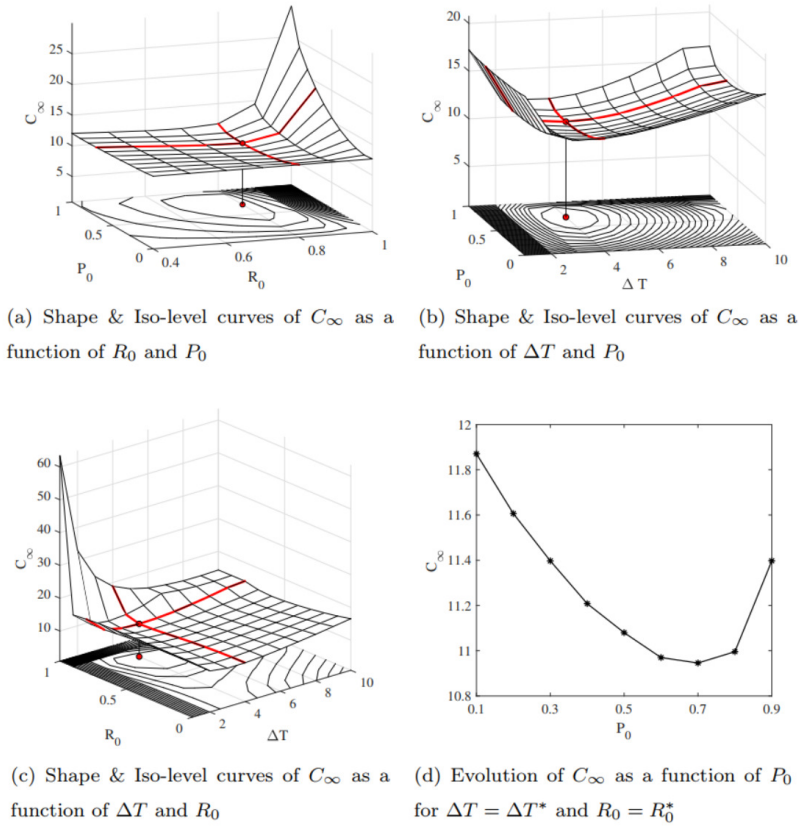 25
20
15
10
5
C∞
1
0.5
0
P0
0.4
0.6
0.8
1
R0
(a) Shape & Iso-level curves of C∞ as a
function of R0 and P0
20
15
10
5
C∞
1
0.5
0
P0
2
4
6
8
10
Δ T
(b) Shape & Iso-level curves of C∞ as a
function of ΔT and P0
60
50
40
30
20
10
C∞
1
0.5
0
R0
2
4
6
8
10
ΔT
(c) Shape & Iso-level curves of C∞ as a
function of ΔT and R0
12
11.8
11.6
11.4
11.2
11
10.8
C∞
0.1
0.3
0.5
0.7
0.9
P0
(d) Evolution of C∞ as a function of P0
for ΔT = ΔT* and R0 = R0*